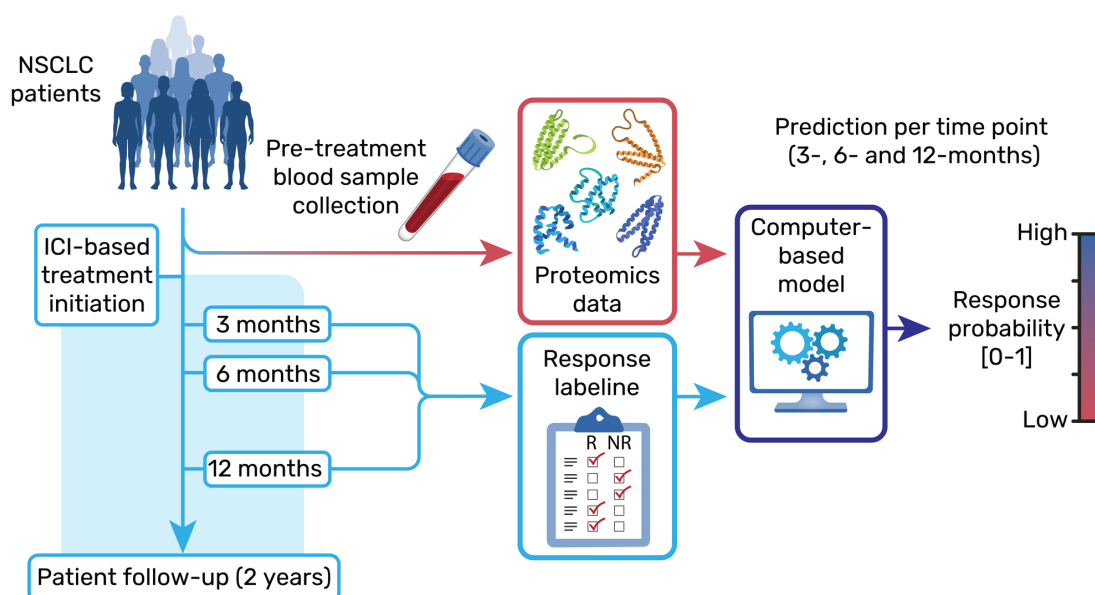 NSCLC
patients
Pre-treatment
blood sample
collection
ICI-based
treatment
initiation
3 months
6 months
12 months
Patient follow-up (2 years)
Proteomics
data
Response
labeline
R NR
Computer-
based
model
Prediction per time point
(3-, 6- and 12-months)
High
Response
probability
[0-1]
Low